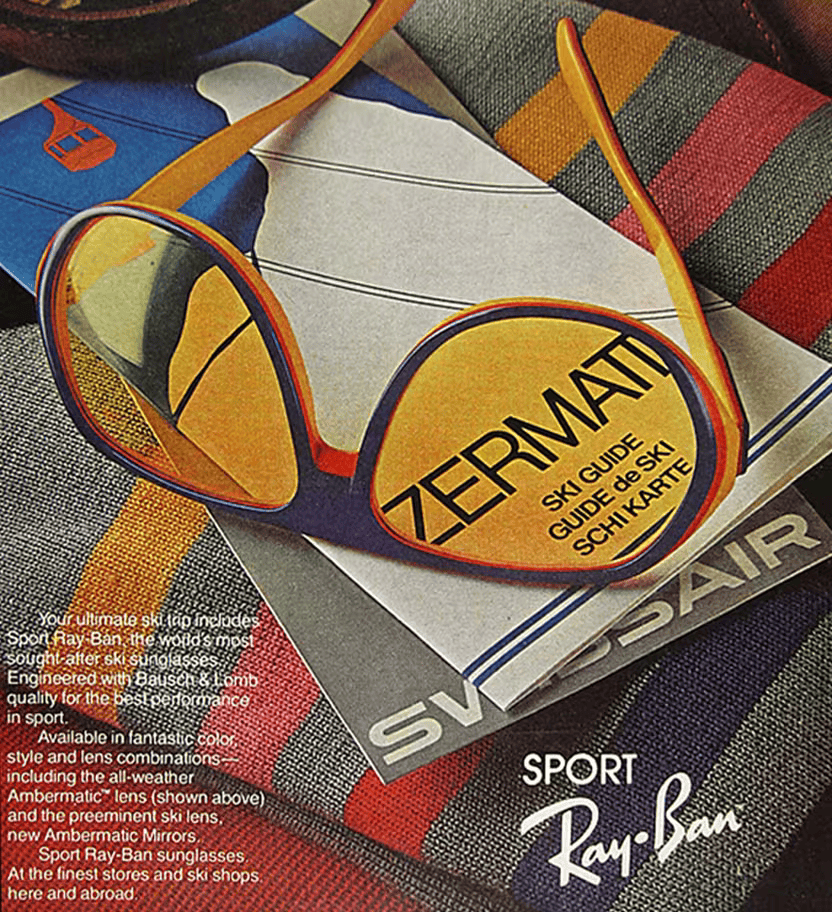 ZERMATT
SKI GUIDE
GUIDE de SKI
SCHI KARTE
SWISSAIR
Your ultimate ski trip includes
Sport Ray-Ban, the world's most
sought-after ski sunglasses.
Engineered with Bausch & Lomb
quality for the best performance
in sport.
Available in fantastic color,
style and lens combinations—
including the all-weather
Ambermatic™ lens (shown above)
and the preeminent ski lens,
new Ambermatic Mirrors.
Sport Ray-Ban sunglasses.
At the finest stores and ski shops,
here and abroad.
SPORT
Ray-Ban